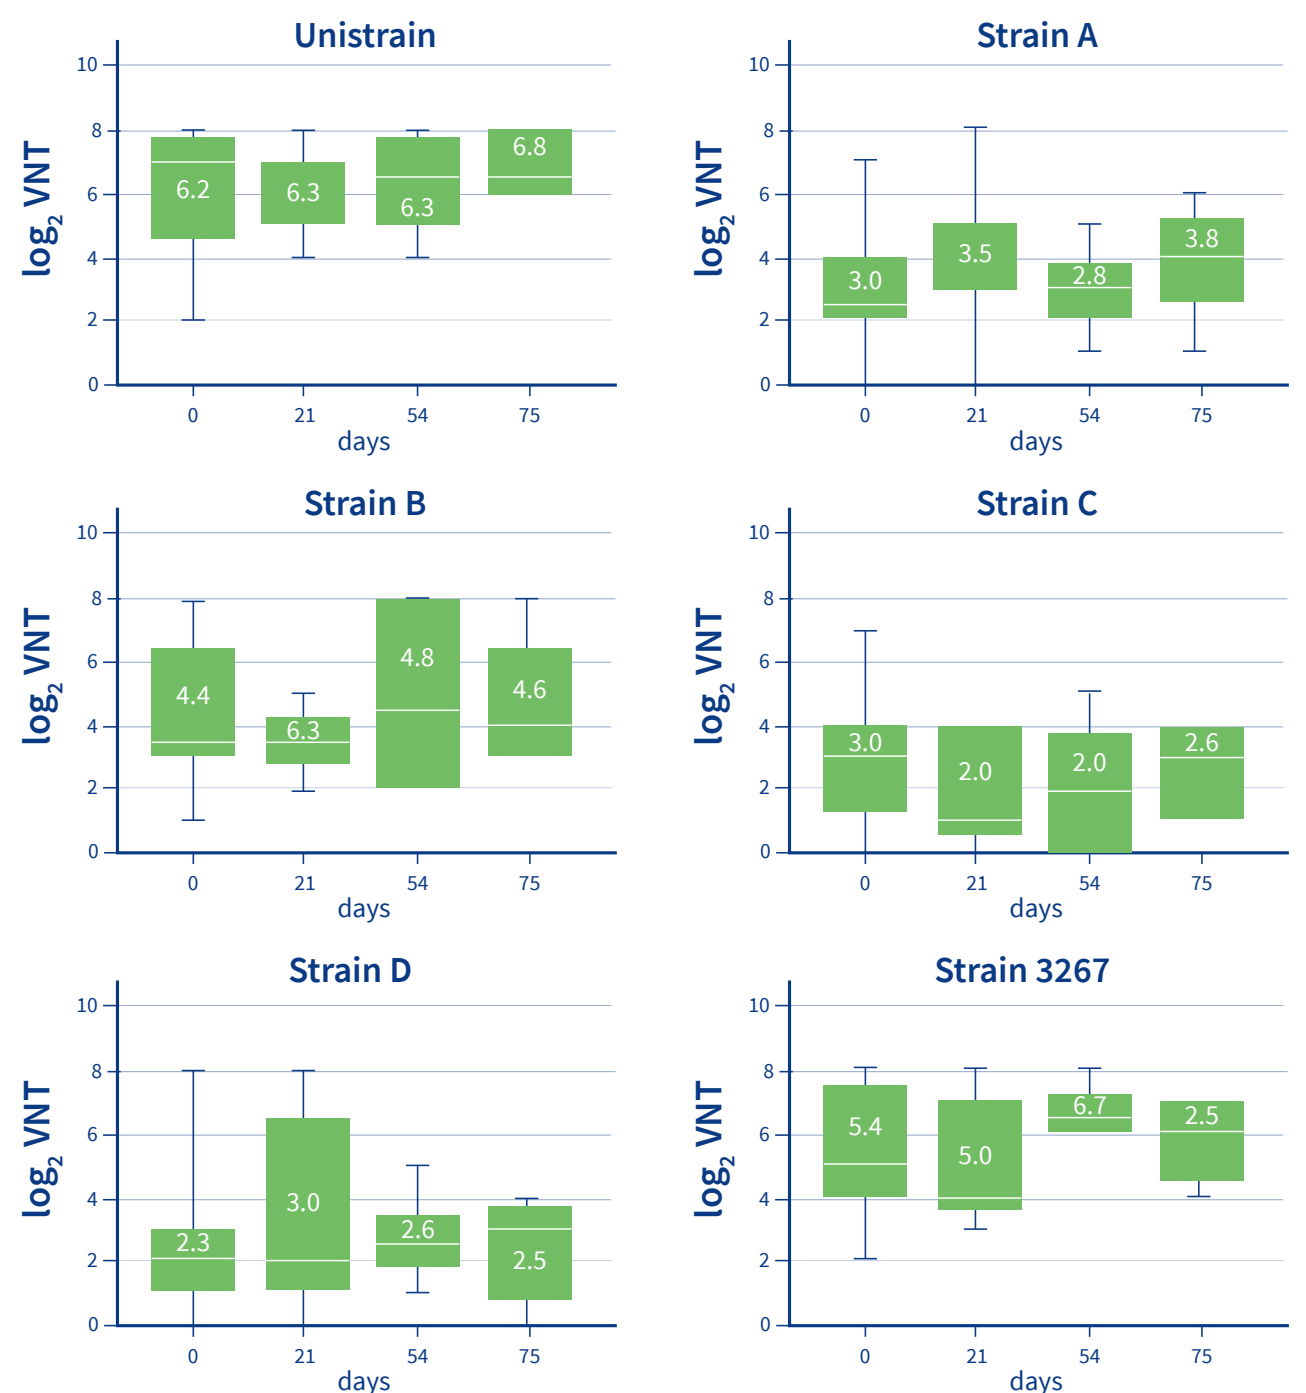 Unistrain
10
8
6
4
2
0
log2 VNT
6.2
6.3
6.3
6.8
0 21 54 75
days
Strain A
10
8
6
4
2
0
log2 VNT
3.0
3.5
2.8
3.8
0 21 54 75
days
Strain B
10
8
6
4
2
0
log2 VNT
4.4
6.3
4.8
4.6
0 21 54 75
days
Strain C
10
8
6
4
2
0
log2 VNT
3.0
2.0
2.0
2.6
0 21 54 75
days
Strain D
10
8
6
4
2
0
log2 VNT
2.3
3.0
2.6
2.5
0 21 54 75
days
Strain 3267
10
8
6
4
2
0
log2 VNT
5.4
5.0
6.7
2.5
0 21 54 75
days